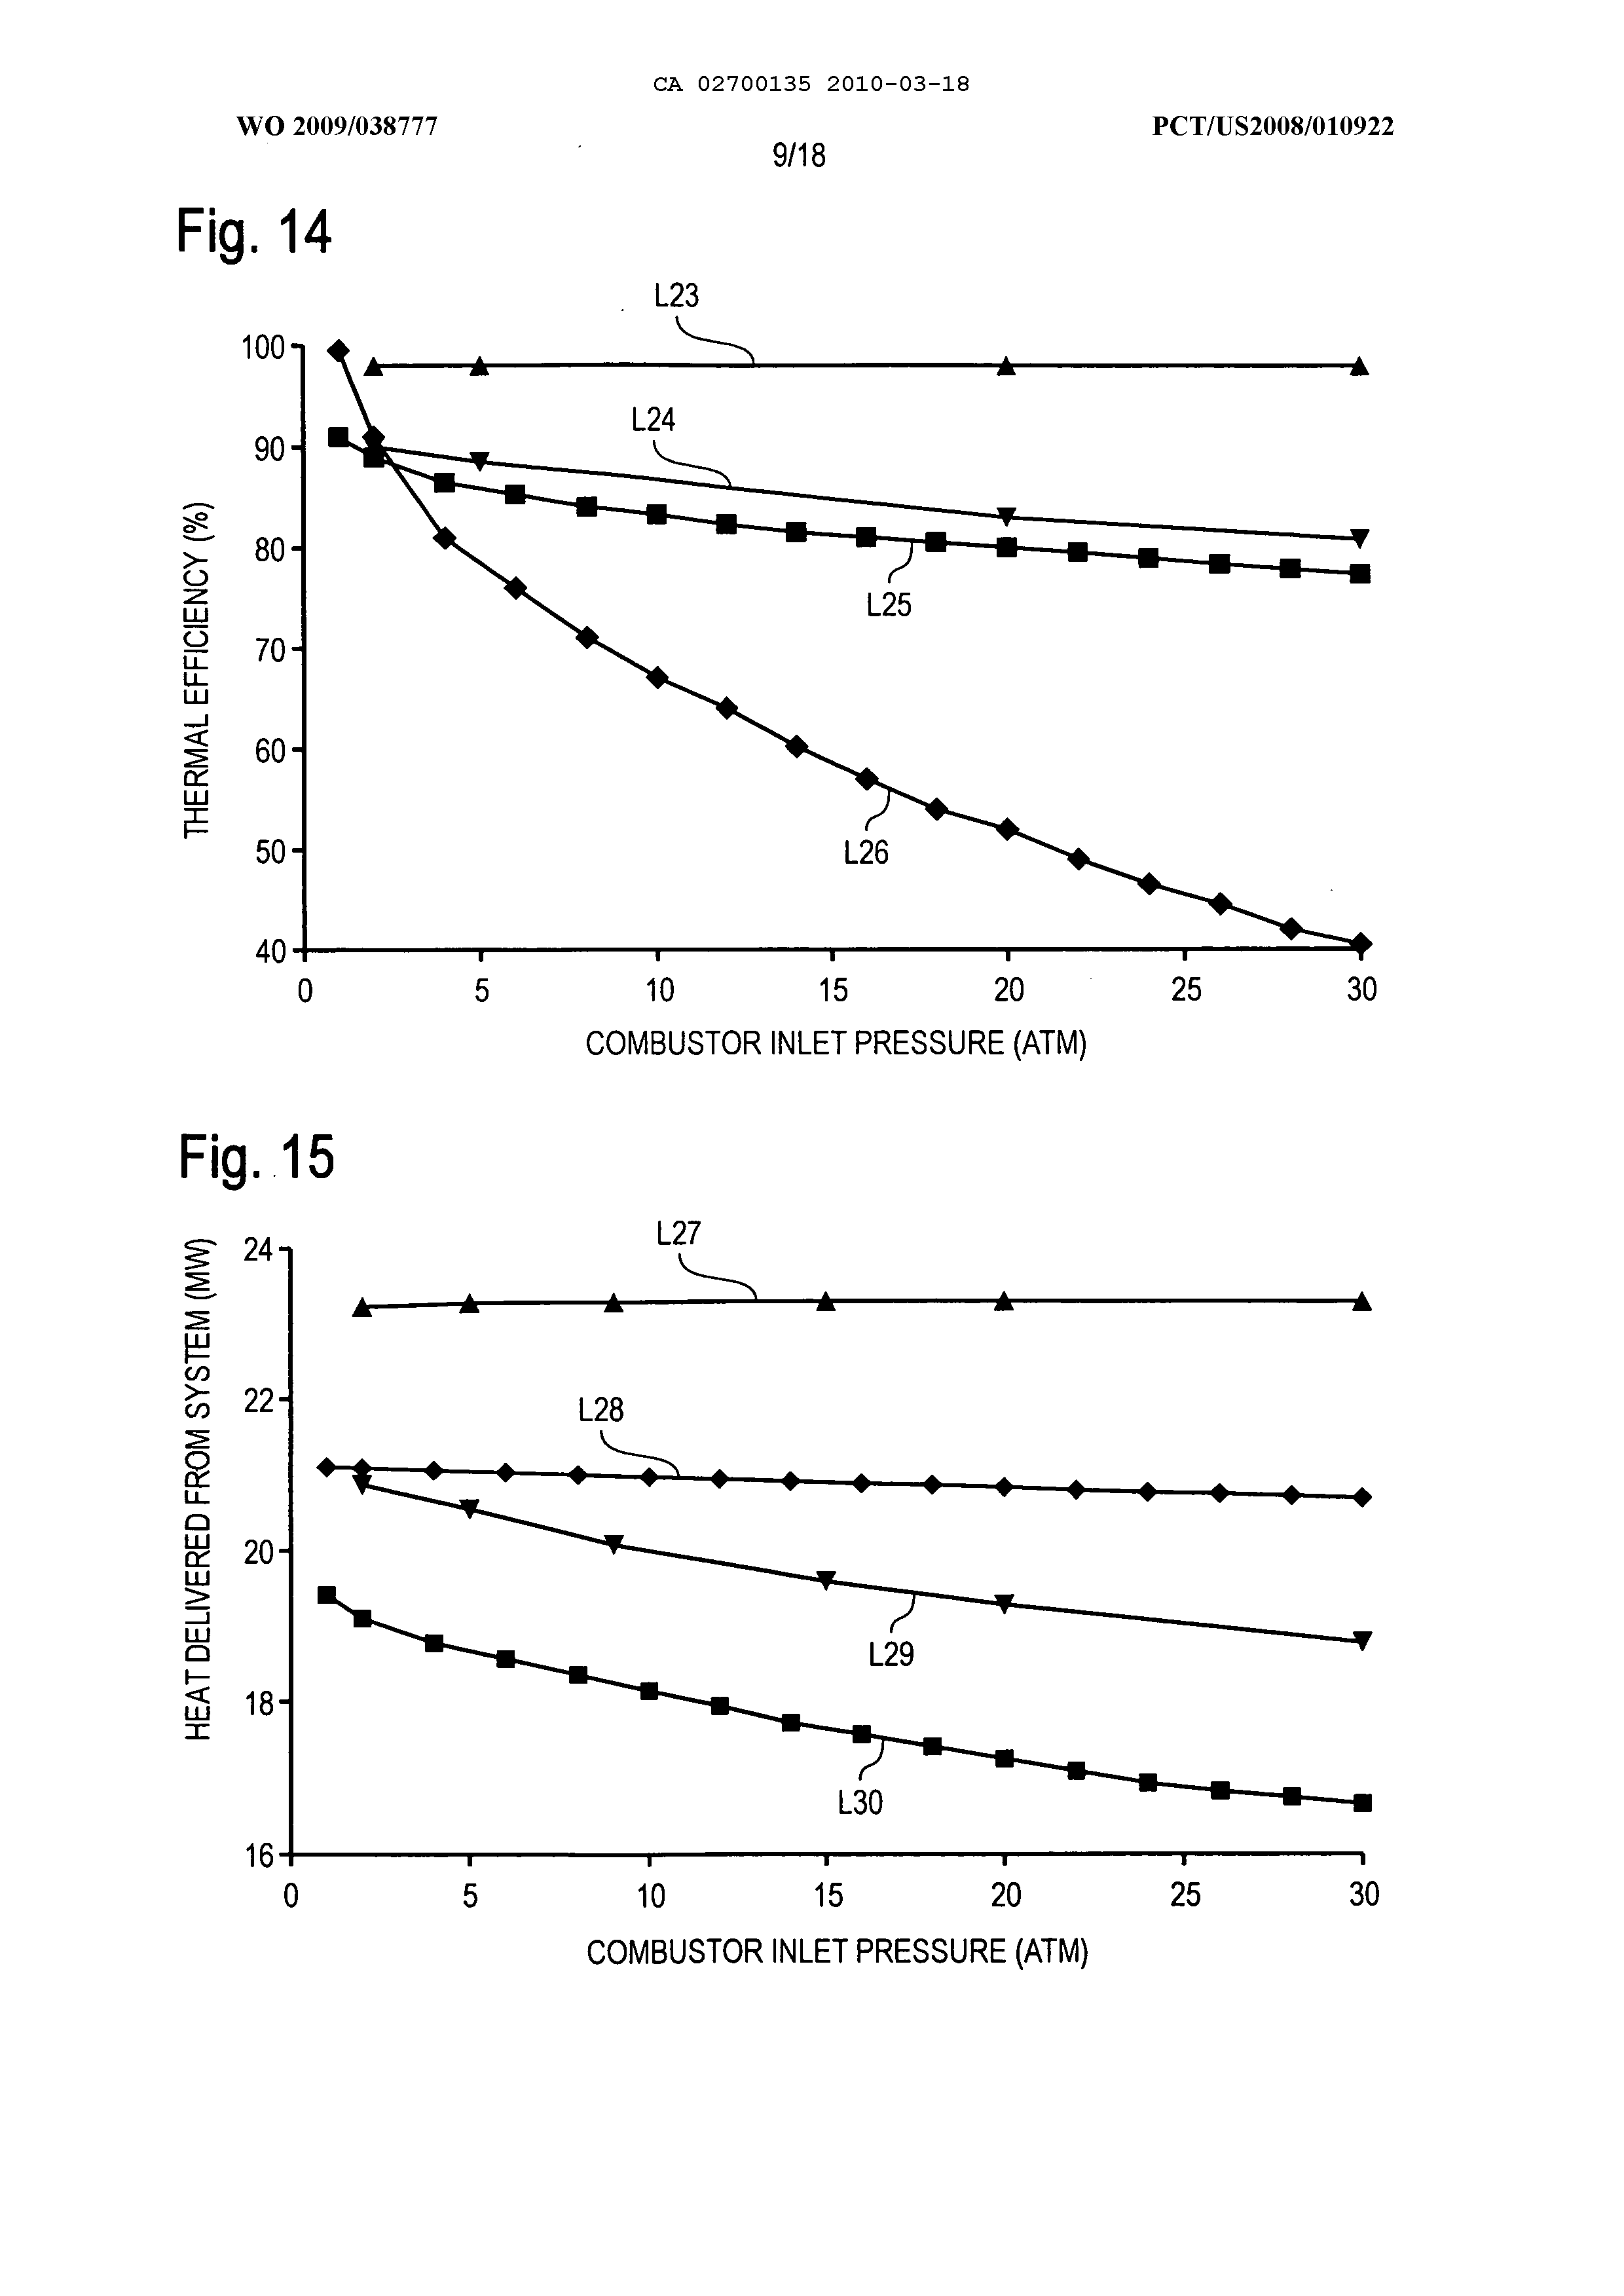 CA 02700135 2010-03-18
WO 2009/038777
PCT/US2008/010922
9/18
Fig. 14
L23
100
L24
90
80
L25
70
60
L26
50
40
0 5 10 15 20 25 30
THERMAL EFFICIENCY (%)
COMBUSTOR INLET PRESSURE (ATM)
Fig. 15
L27
24
22
L28
20
L29
18
L30
16
0 5 10 15 20 25 30
HEAT DELIVERED FROM SYSTEM (MW)
COMBUSTOR INLET PRESSURE (ATM)